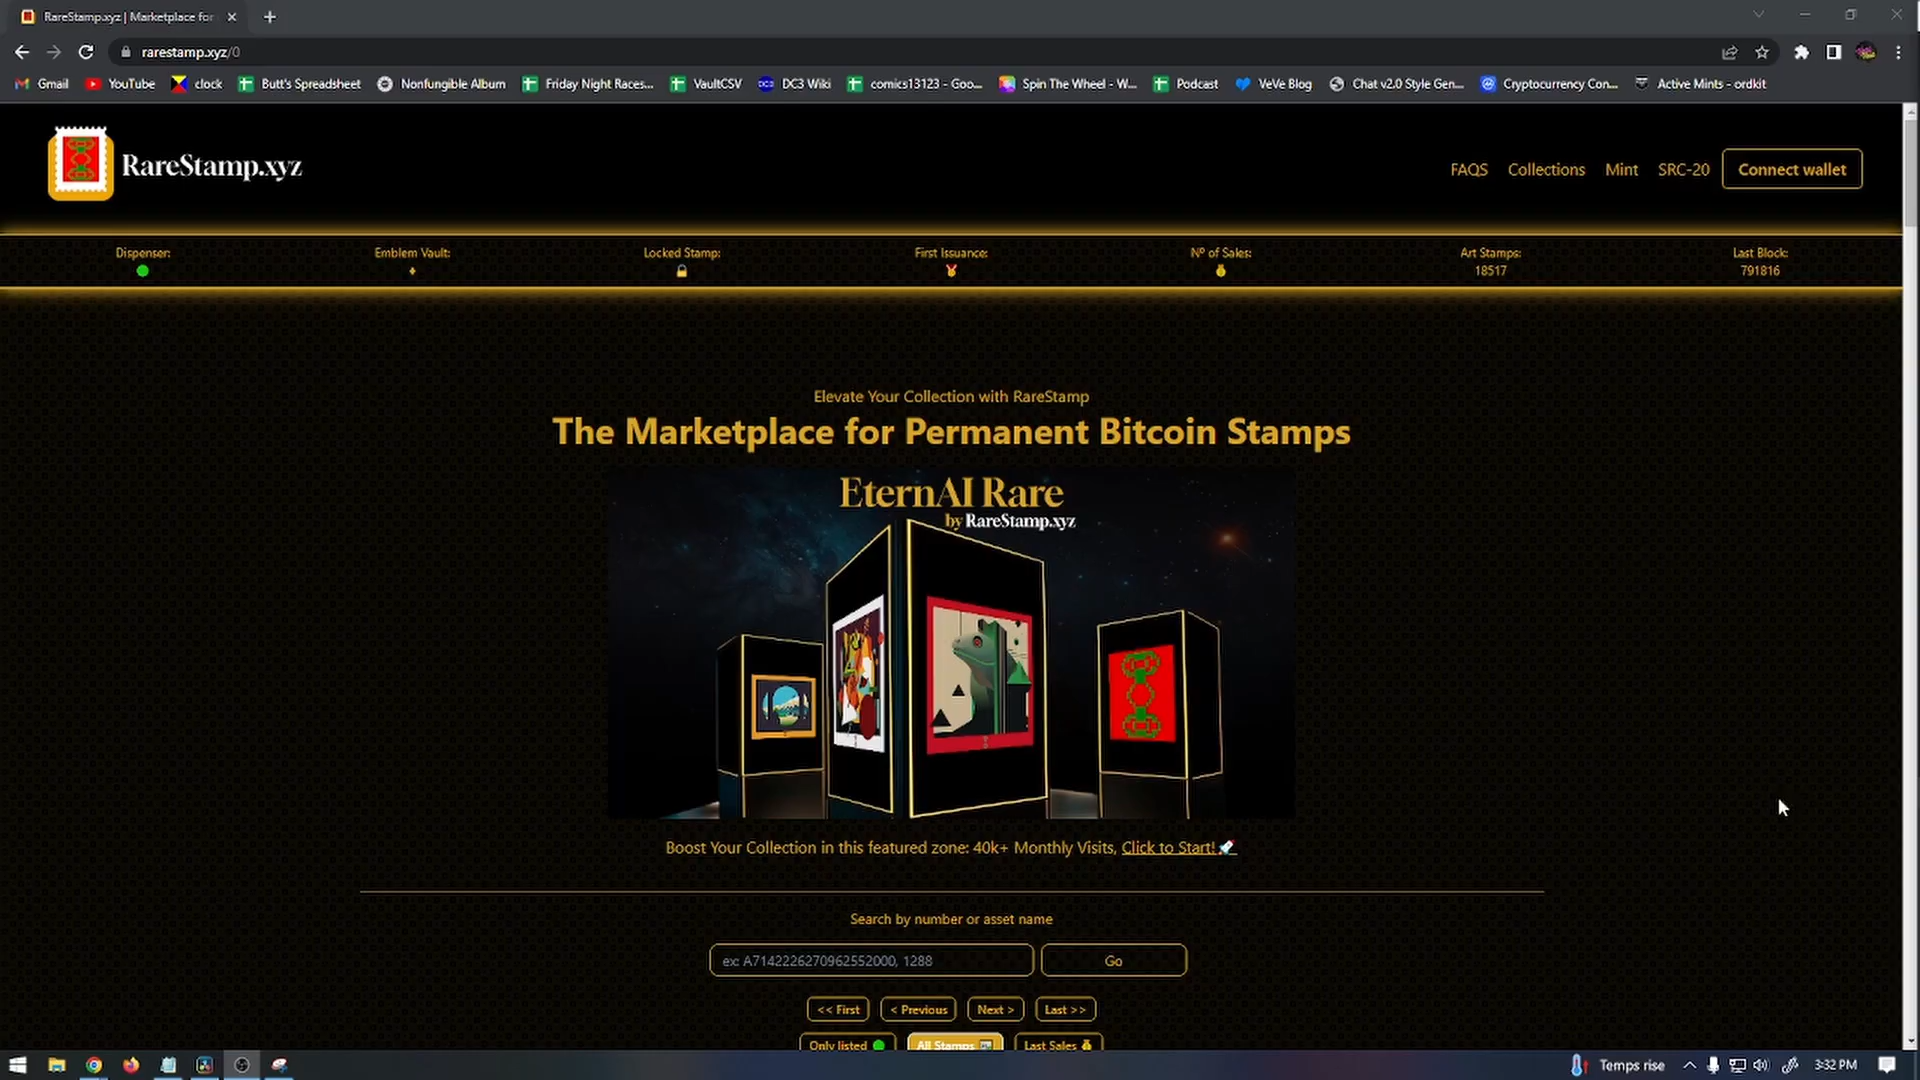 RareStamp.xyz | Marketplace for
rarestamp.xyz/0
Gmail
YouTube
clock
Butt's Spreadsheet
Nonfungible Album
Friday Night Races...
VaultCSV
DC3 Wiki
comics13123 - Goo...
Spin The Wheel - W...
Podcast
VeVe Blog
Chat v2.0 Style Gen...
Cryptocurrency Con...
Active Mints - ordkit
RareStamp.xyz
FAQS
Collections
Mint
SRC-20
Connect wallet
Dispenser:
Emblem Vault:
Locked Stamp:
First Issuance:
Nº of Sales:
Art Stamps:
18517
Last Block:
791816
Elevate Your Collection with RareStamp
The Marketplace for Permanent Bitcoin Stamps
EternAI Rare
by RareStamp.xyz
Boost Your Collection in this featured zone: 40k+ Monthly Visits, Click to Start!
Search by number or asset name
ex: A7142226270962552000, 1288
Go
<< First
< Previous
Next >
Last >>
Only listed
All Stamps
Last Sales
Temps rise
3:32 PM